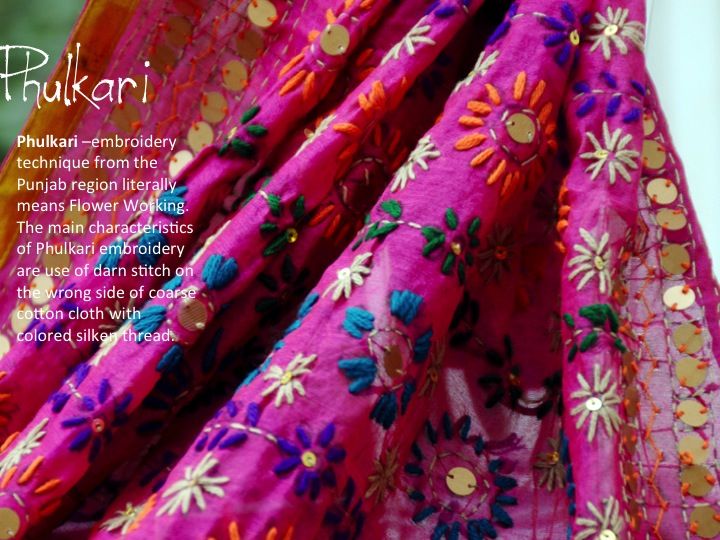 Phulkari
Phulkari –embroidery
technique from the
Punjab region literally
means Flower Working.
The main characteristics
of Phulkari embroidery
are use of darn stitch on
the wrong side of coarse
cotton cloth with
colored silken thread.